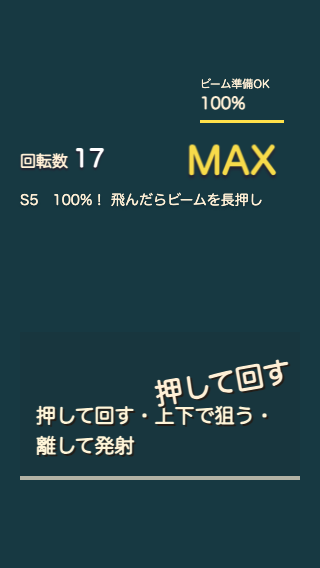 ビーム準備OK
100%
回転数 17
MAX
S5　100%！ 飛んだらビームを長押し
押して回す
押して回す・上下で狙う・
離して発射